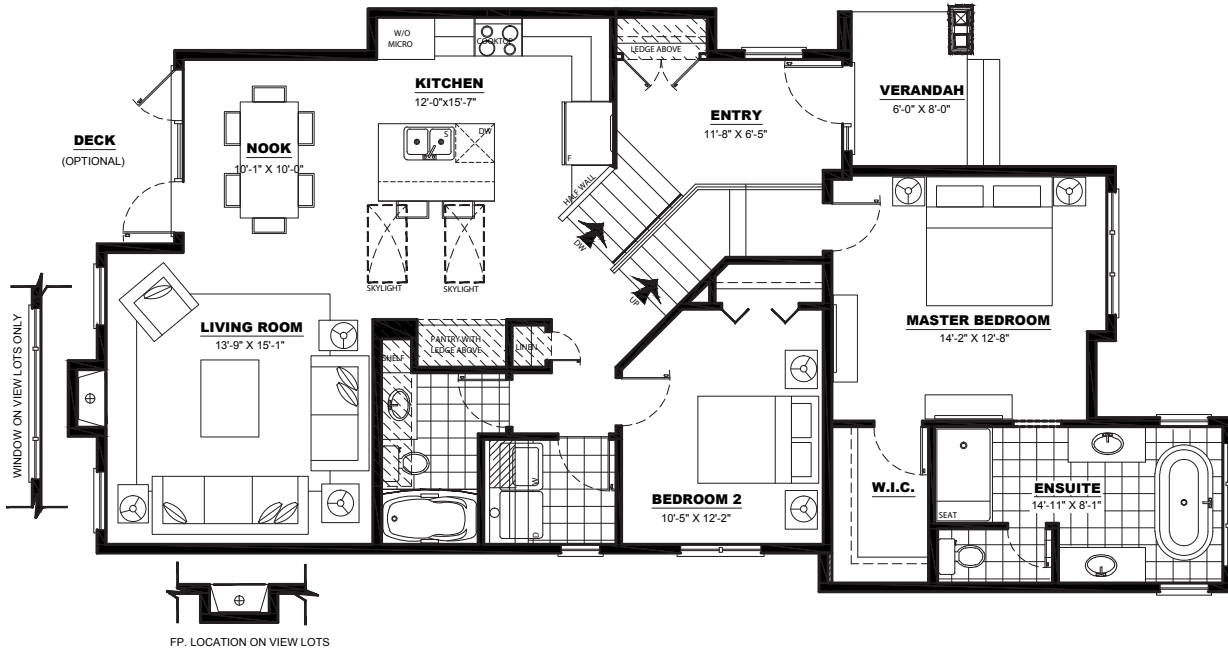 W/O
MICRO
COOKTOP
LEDGE ABOVE
KITCHEN
12'-0"x15'-7"
VERANDAH
6'-0" X 8'-0"
ENTRY
11'-8" X 6'-5"
DECK
(OPTIONAL)
NOOK
10'-1" X 10'-0"
S
DW
F
HALF WALL
DW
UP
SKYLIGHT
SKYLIGHT
WINDOW ON VIEW LOTS ONLY
LIVING ROOM
13'-9" X 15'-1"
MASTER BEDROOM
14'-2" X 12'-8"
PANTRY WITH
LEDGE ABOVE
LINEN
SHELF
W
D
BEDROOM 2
10'-5" X 12'-2"
W.I.C.
ENSUITE
14'-11" X 8'-1"
SEAT
FP. LOCATION ON VIEW LOTS